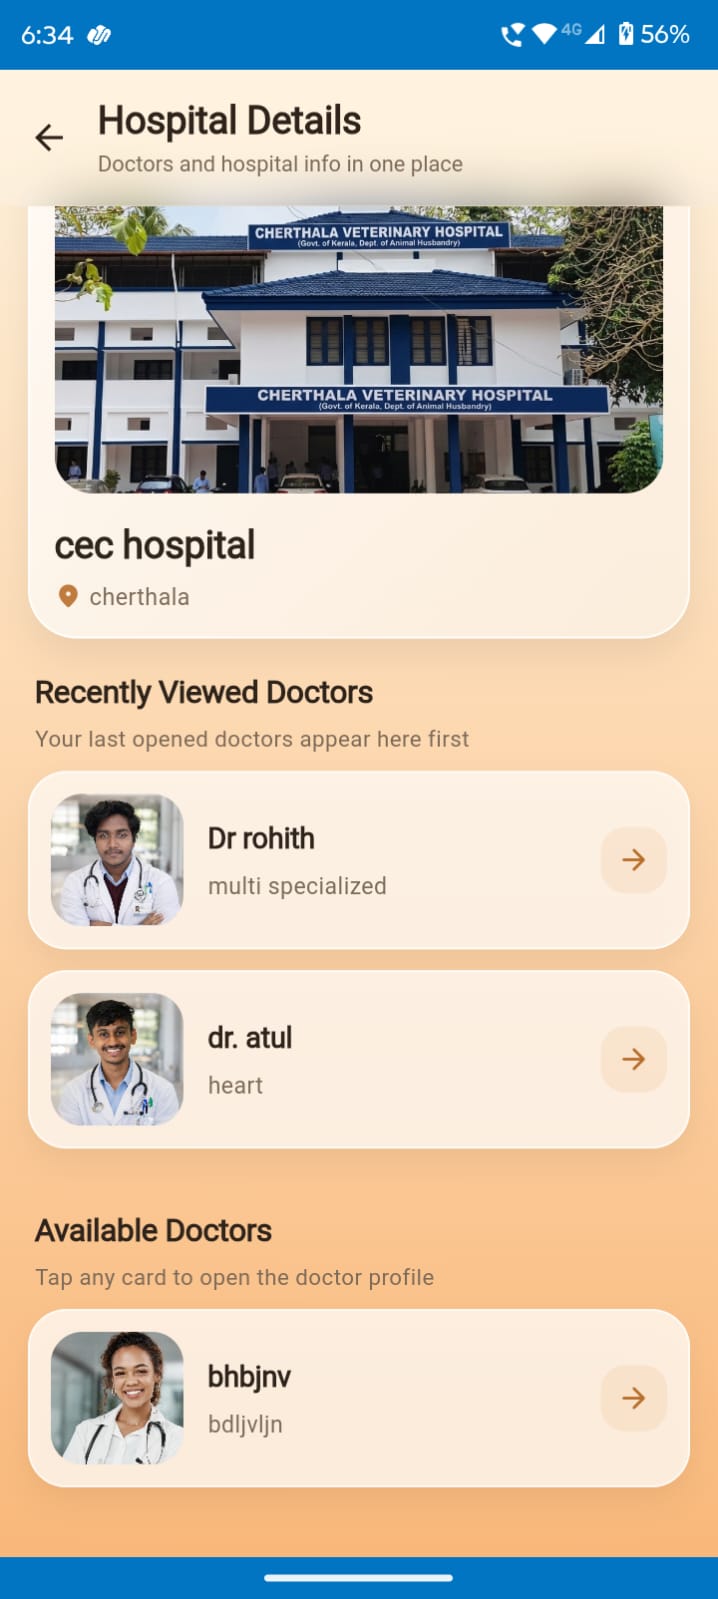 6:34
4G 56%
Hospital Details
Doctors and hospital info in one place
CHERTHALA VETERINARY HOSPITAL
(Govt. of Kerala, Dept. of Animal Husbandry)
CHERTHALA VETERINARY HOSPITAL
(Govt. of Kerala, Dept. of Animal Husbandry)
cec hospital
cherthala
Recently Viewed Doctors
Your last opened doctors appear here first
Dr rohith
multi specialized
dr. atul
heart
Available Doctors
Tap any card to open the doctor profile
bhbjnv
bdljvljn